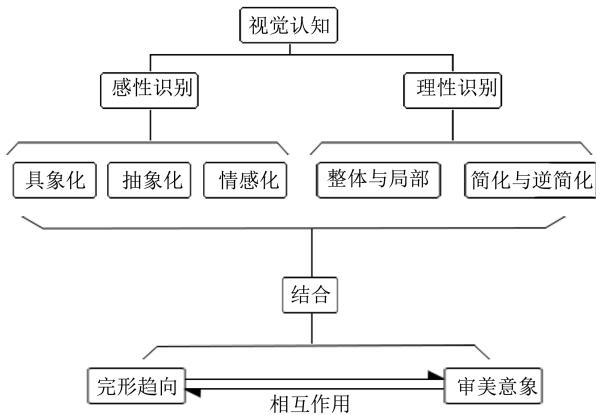 视觉认知
感性识别
理性识别
具象化
抽象化
情感化
整体与局部
简化与逆简化
结合
完形趋向
审美意象
相互作用